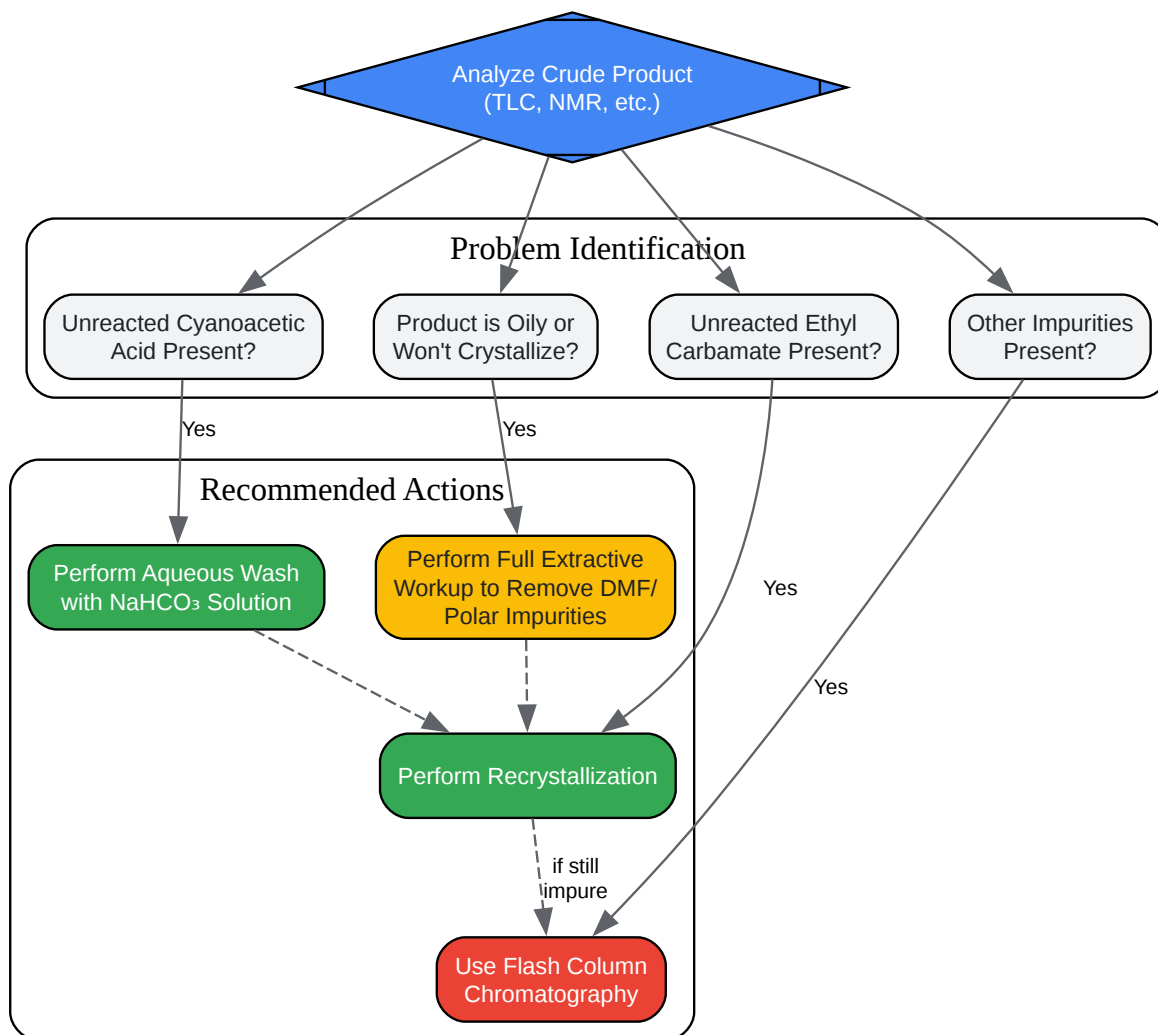 Analyze Crude Product
(TLC, NMR, etc.)
Problem Identification
Unreacted Cyanoacetic
Acid Present?
Product is Oily or
Won't Crystallize?
Unreacted Ethyl
Carbamate Present?
Other Impurities
Present?
Yes
Yes
Recommended Actions
Perform Aqueous Wash
with NaHCO₃ Solution
Perform Full Extractive
Workup to Remove DMF/
Polar Impurities
Yes
Yes
Perform Recrystallization
if still
impure
Use Flash Column
Chromatography